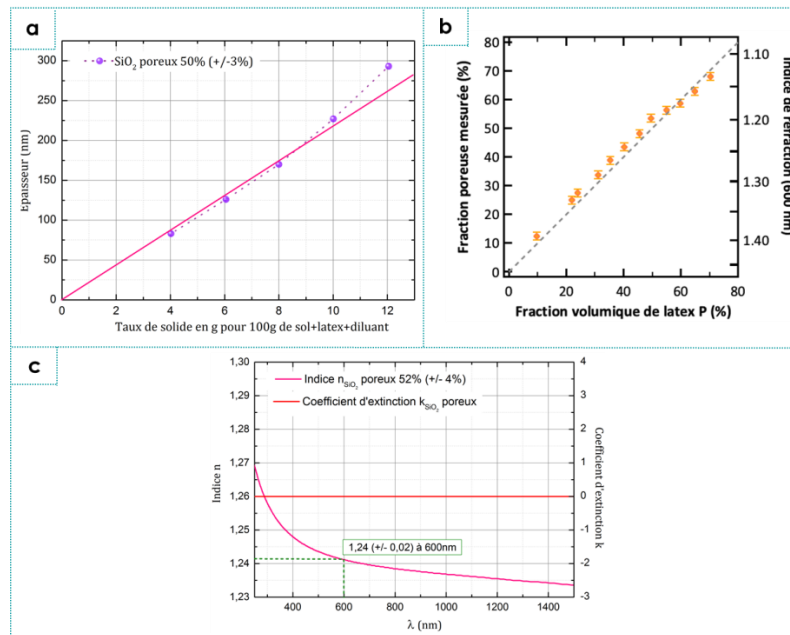 a
SiO₂ poreux 50% (+/-3%)
Epaisseur (nm)
300
250
200
150
100
50
0
0 2 4 6 8 10 12
Taux de solide en g pour 100g de sol+latex+diluant
b
Fraction poreuse mesurée (%)
80
70
60
50
40
30
20
10
0
0 20 40 60 80
Fraction volumique de latex P (%)
1.10
1.20
1.30
1.40
Indice de réfraction (600 nm)
c
Indice n
1,30
1,29
1,28
1,27
1,26
1,25
1,24
1,23
Indice n_SiO₂ poreux 52% (+/- 4%)
Coefficient d'extinction k_SiO₂ poreux
1,24 (+/- 0,02) à 600nm
400 600 800 1000 1200 1400
λ (nm)
4
3
2
1
0
-1
-2
-3
Coefficient d'extinction k